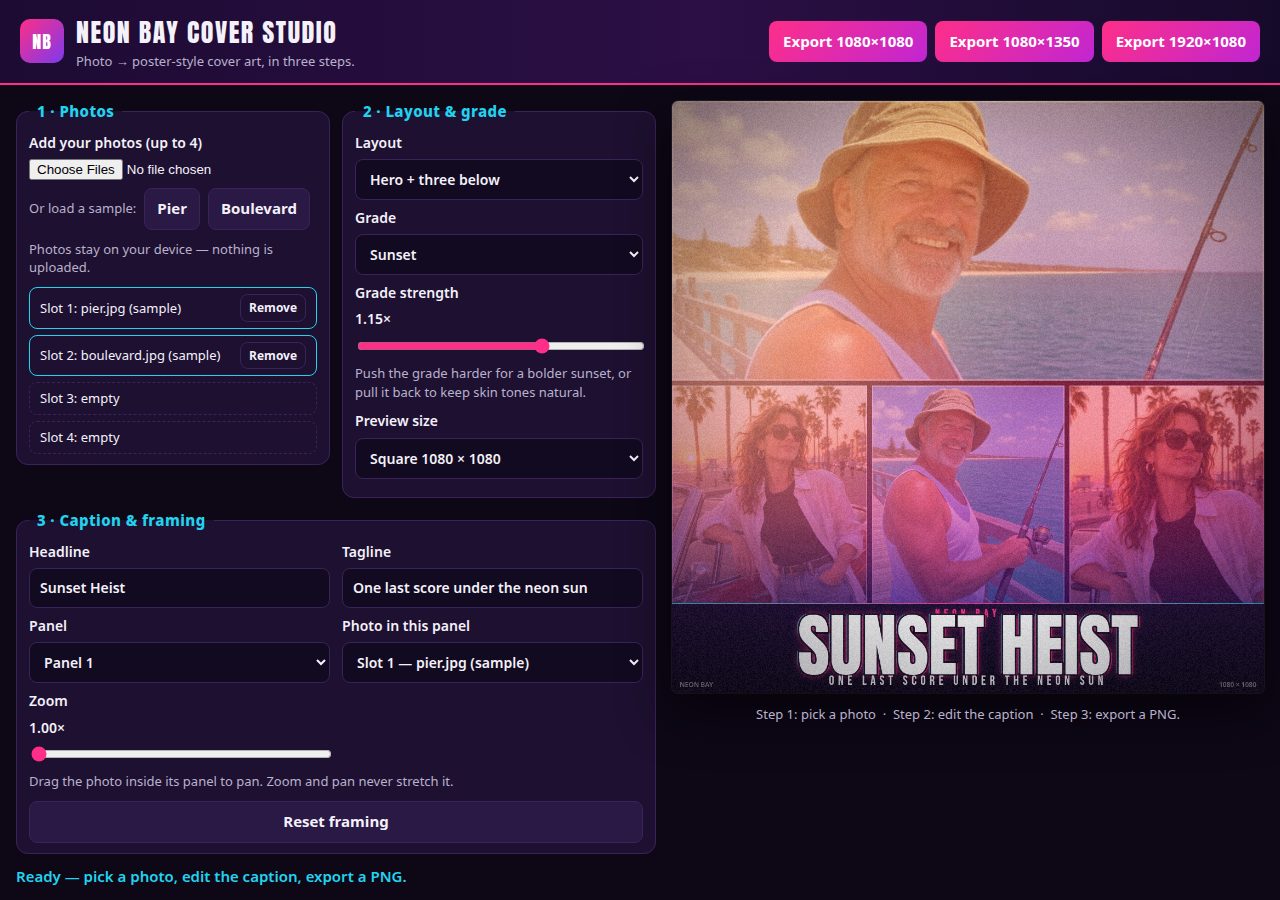 NB
NEON BAY COVER STUDIO
Photo → poster-style cover art, in three steps.
Export 1080×1080
Export 1080×1350
Export 1920×1080
1 · Photos
Add your photos (up to 4)
Choose Files No file chosen
Or load a sample: Pier Boulevard
Photos stay on your device — nothing is
uploaded.
Slot 1: pier.jpg (sample) Remove
Slot 2: boulevard.jpg (sample) Remove
Slot 3: empty
Slot 4: empty
2 · Layout & grade
Layout
Hero + three below
Grade
Sunset
Grade strength
1.15×
Push the grade harder for a bolder sunset, or
pull it back to keep skin tones natural.
Preview size
Square 1080 × 1080
3 · Caption & framing
Headline
Sunset Heist
Tagline
One last score under the neon sun
Panel
Panel 1
Photo in this panel
Slot 1 — pier.jpg (sample)
Zoom
1.00×
Drag the photo inside its panel to pan. Zoom and pan never stretch it.
Reset framing
Ready — pick a photo, edit the caption, export a PNG.
NEON BAY
SUNSET HEIST
ONE LAST SCORE UNDER THE NEON SUN
NEON BAY
1080 × 1080
Step 1: pick a photo · Step 2: edit the caption · Step 3: export a PNG.